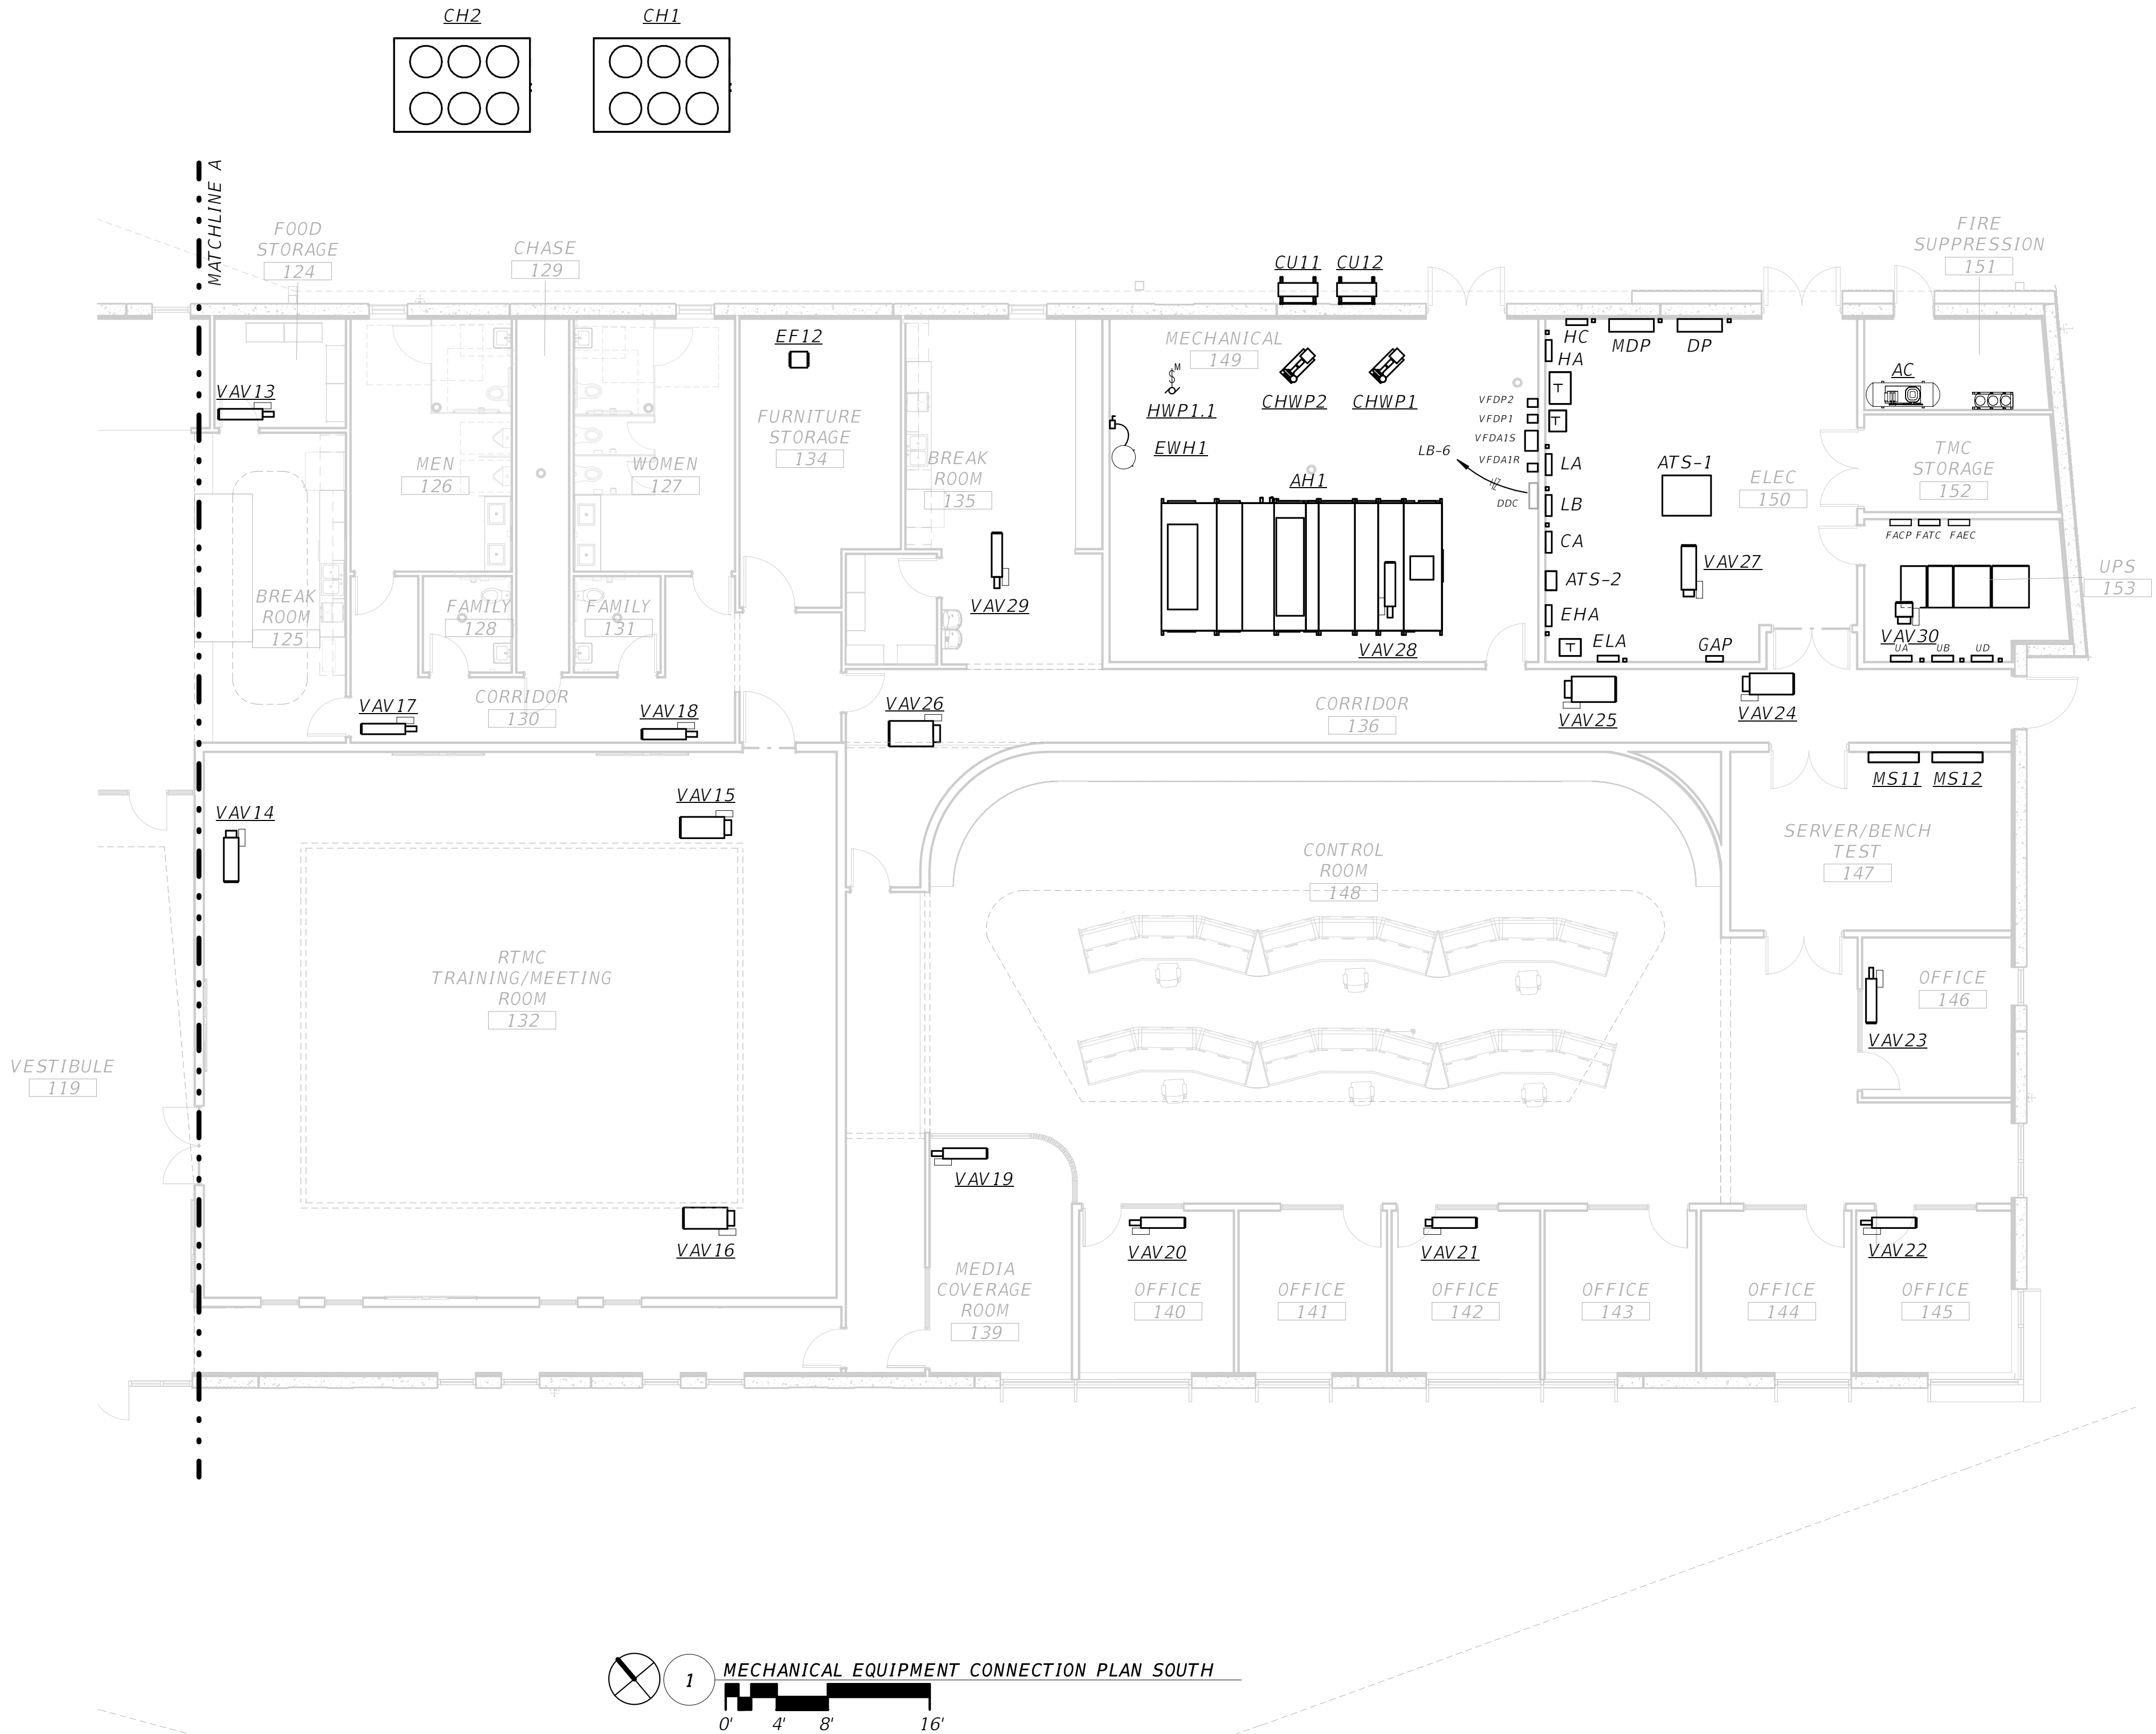 CH2
CH1
MATCHLINE A
FOOD
STORAGE
124
CHASE
129
FIRE
SUPPRESSION
151
CU11
CU12
EF12
MECHANICAL
149
HC
MDP
DP
HA
T
AC
M
$
VAV13
HWP1.1
CHWP2
CHWP1
VFDP2
VFDP1
VFDA1S
VFDA1R
T
FURNITURE
STORAGE
134
MEN
126
WOMEN
127
BREAK
ROOM
135
EWH1
LB-6
AH1
DDC
LA
LB
CA
ATS-1
ELEC
150
TMC
STORAGE
152
FACP
FATC
FAEC
VAV27
UPS
153
BREAK
ROOM
125
FAMILY
128
FAMILY
131
VAV29
VAV28
ATS-2
EHA
T
ELA
GAP
VAV30
UA
UB
UD
VAV17
CORRIDOR
130
VAV18
VAV26
CORRIDOR
136
VAV25
VAV24
MS11
MS12
VAV14
VAV15
CONTROL
ROOM
148
SERVER/BENCH
TEST
147
RTMC
TRAINING/MEETING
ROOM
132
OFFICE
146
VAV23
VESTIBULE
119
VAV19
VAV16
VAV20
VAV21
VAV22
MEDIA
COVERAGE
ROOM
139
OFFICE
140
OFFICE
141
OFFICE
142
OFFICE
143
OFFICE
144
OFFICE
145
1
MECHANICAL EQUIPMENT CONNECTION PLAN SOUTH
0' 4' 8' 16'